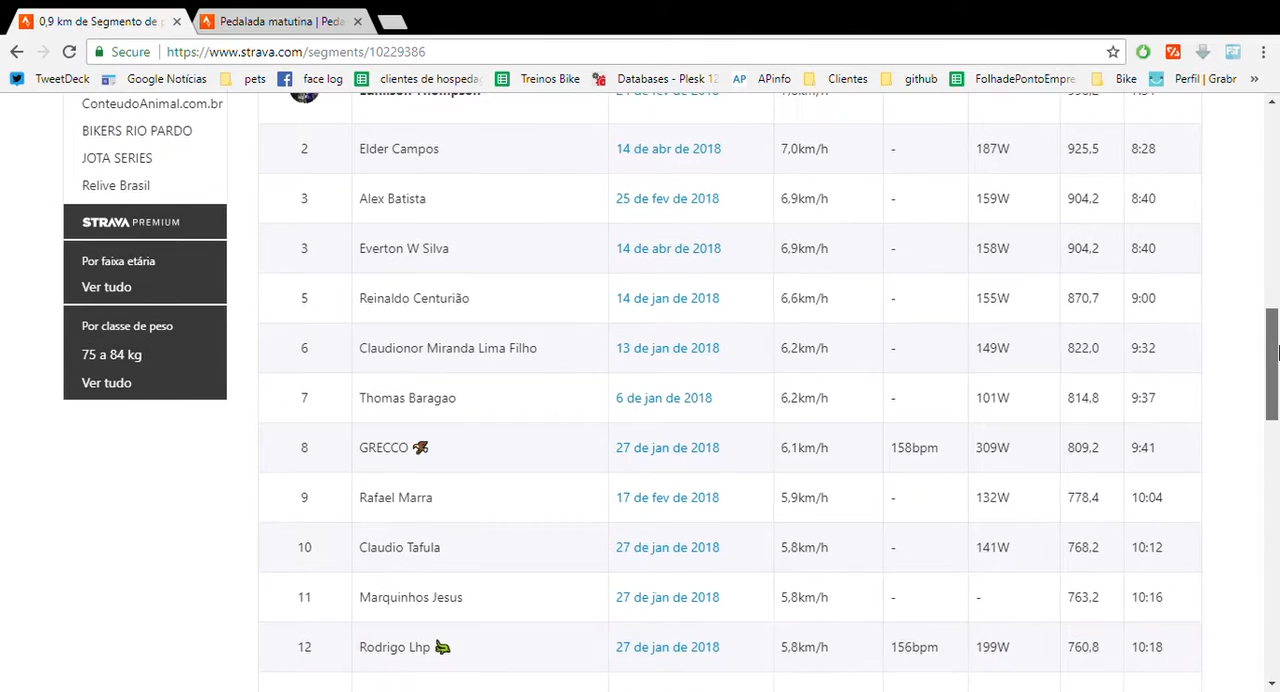 0,9 km de Segmento de
Pedalada matutina | Peda
Secure https://www.strava.com/segments/10229386
TweetDeck Google Notícias pets face log clientes de hospeda Treinos Bike Databases - Plesk 12 APinfo Clientes github FolhadePontoEmpre Bike Perfil | Grabr »
ConteudoAnimal.com.br
BIKERS RIO PARDO
JOTA SERIES
Relive Brasil
STRAVA PREMIUM
Por faixa etária
Ver tudo
Por classe de peso
75 a 84 kg
Ver tudo
2 Elder Campos 14 de abr de 2018 7,0km/h - 187W 925,5 8:28
3 Alex Batista 25 de fev de 2018 6,9km/h - 159W 904,2 8:40
3 Everton W Silva 14 de abr de 2018 6,9km/h - 158W 904,2 8:40
5 Reinaldo Centurião 14 de jan de 2018 6,6km/h - 155W 870,7 9:00
6 Claudionor Miranda Lima Filho 13 de jan de 2018 6,2km/h - 149W 822,0 9:32
7 Thomas Baragao 6 de jan de 2018 6,2km/h - 101W 814,8 9:37
8 GRECCO 27 de jan de 2018 6,1km/h 158bpm 309W 809,2 9:41
9 Rafael Marra 17 de fev de 2018 5,9km/h - 132W 778,4 10:04
10 Claudio Tafula 27 de jan de 2018 5,8km/h - 141W 768,2 10:12
11 Marquinhos Jesus 27 de jan de 2018 5,8km/h - - 763,2 10:16
12 Rodrigo Lhp 27 de jan de 2018 5,8km/h 156bpm 199W 760,8 10:18